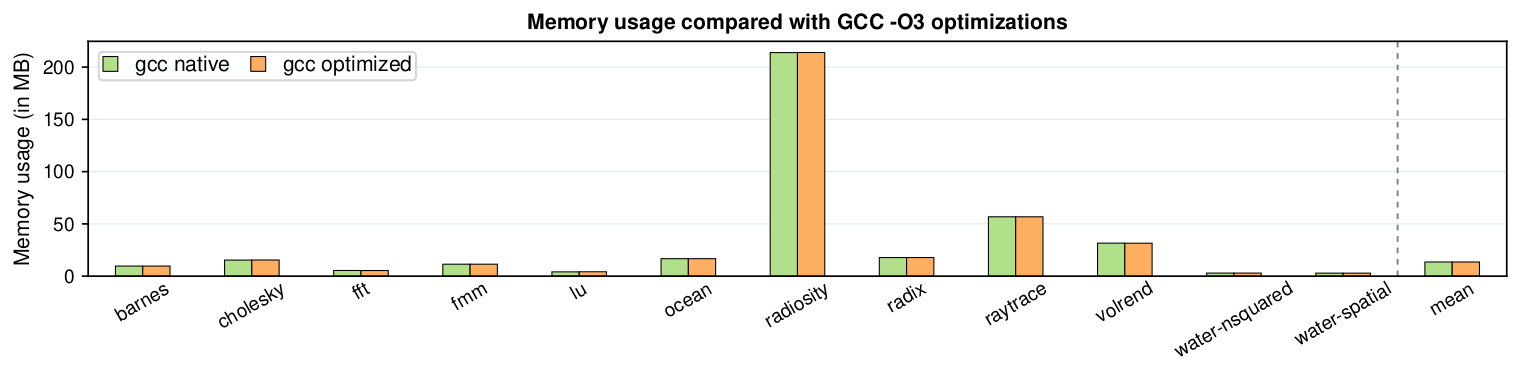 Memory usage compared with GCC -O3 optimizations
gcc native gcc optimized
Memory usage (in MB)
200
150
100
50
0
barnes cholesky fft fmm lu ocean radiosity radix raytrace volrend water-nsquared water-spatial mean